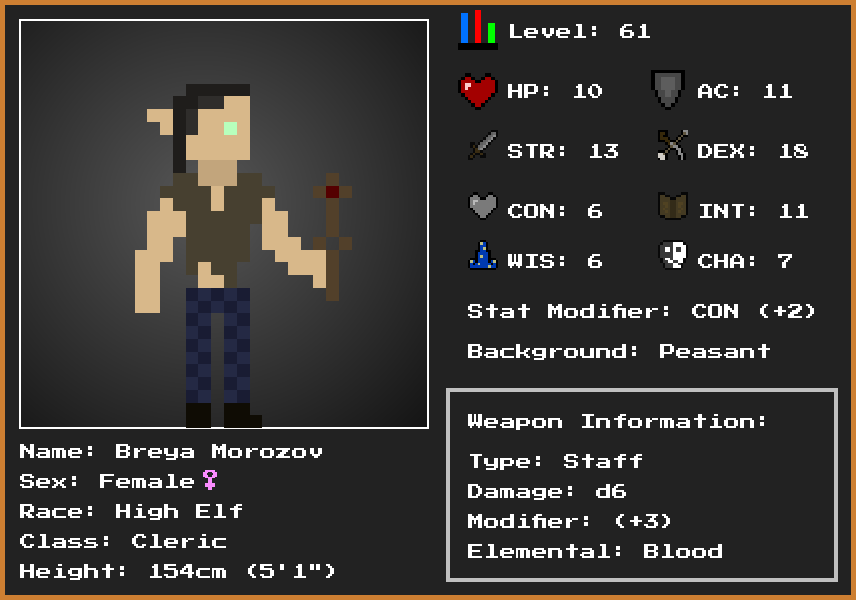 Level: 61
HP: 10 AC: 11
STR: 13 DEX: 18
CON: 6 INT: 11
WIS: 6 CHA: 7
Stat Modifier: CON (+2)
Background: Peasant
Weapon Information:
Type: Staff
Damage: d6
Modifier: (+3)
Elemental: Blood
Name: Breya Morozov
Sex: Female♀
Race: High Elf
Class: Cleric
Height: 154cm (5'1")